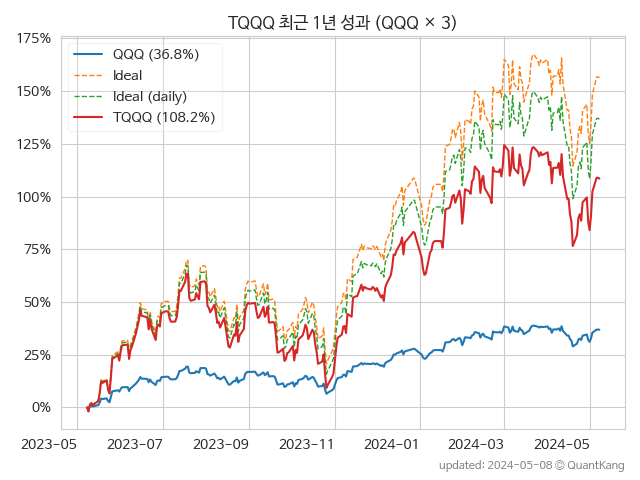 TQQQ 최근 1년 성과 (QQQ × 3)
QQQ (36.8%)
Ideal
Ideal (daily)
TQQQ (108.2%)
175%
150%
125%
100%
75%
50%
25%
0%
2023-05 2023-07 2023-09 2023-11 2024-01 2024-03 2024-05
updated: 2024-05-08 © QuantKang